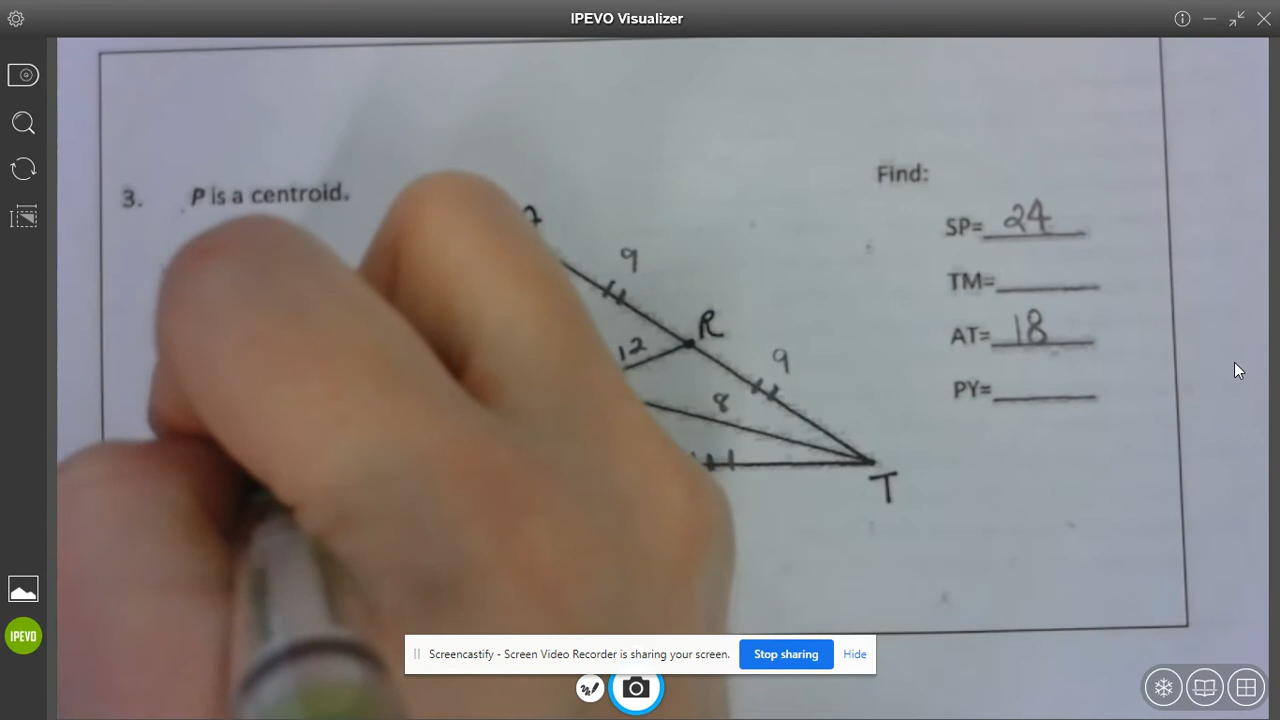 IPEVO Visualizer
3. P is a centroid.
Find:
SP= 24
TM=
AT= 18
PY=
9
R
12
9
8
T
Screencastify - Screen Video Recorder is sharing your screen.
Stop sharing
Hide
IPEVO